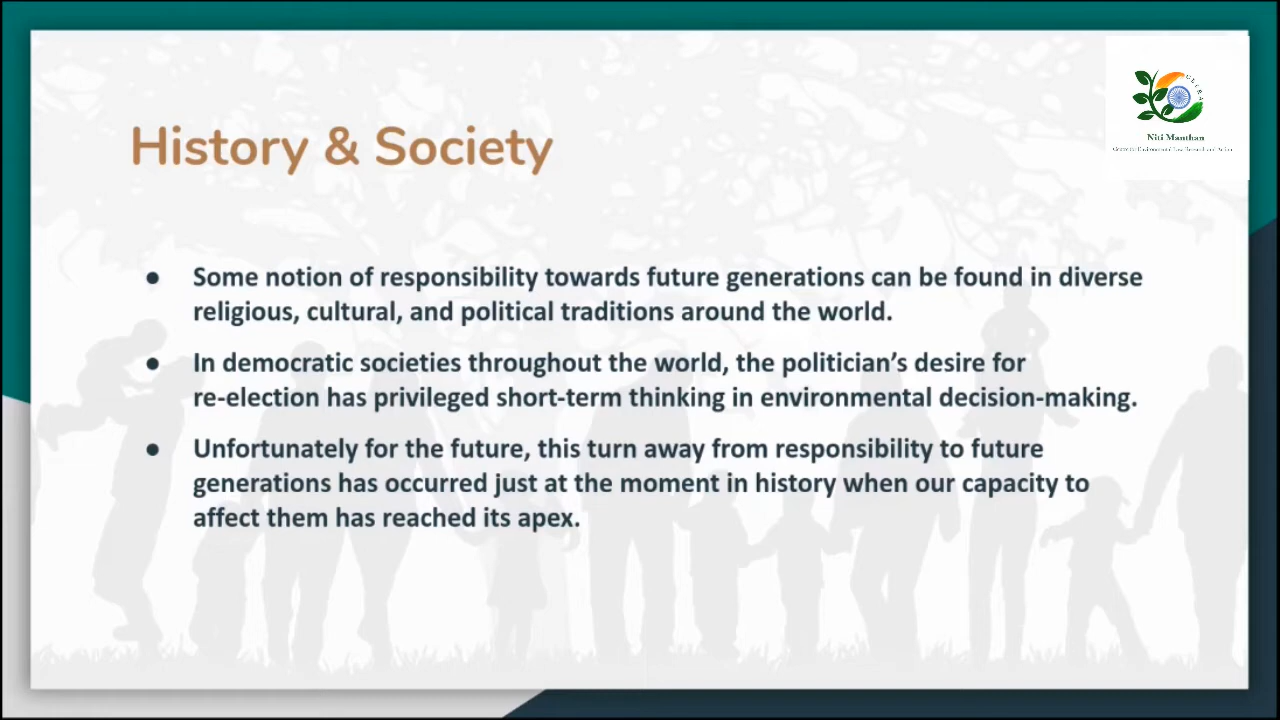 History & Society
Niti Manthan
● Some notion of responsibility towards future generations can be found in diverse
religious, cultural, and political traditions around the world.
● In democratic societies throughout the world, the politician's desire for
re-election has privileged short-term thinking in environmental decision-making.
● Unfortunately for the future, this turn away from responsibility to future
generations has occurred just at the moment in history when our capacity to
affect them has reached its apex.